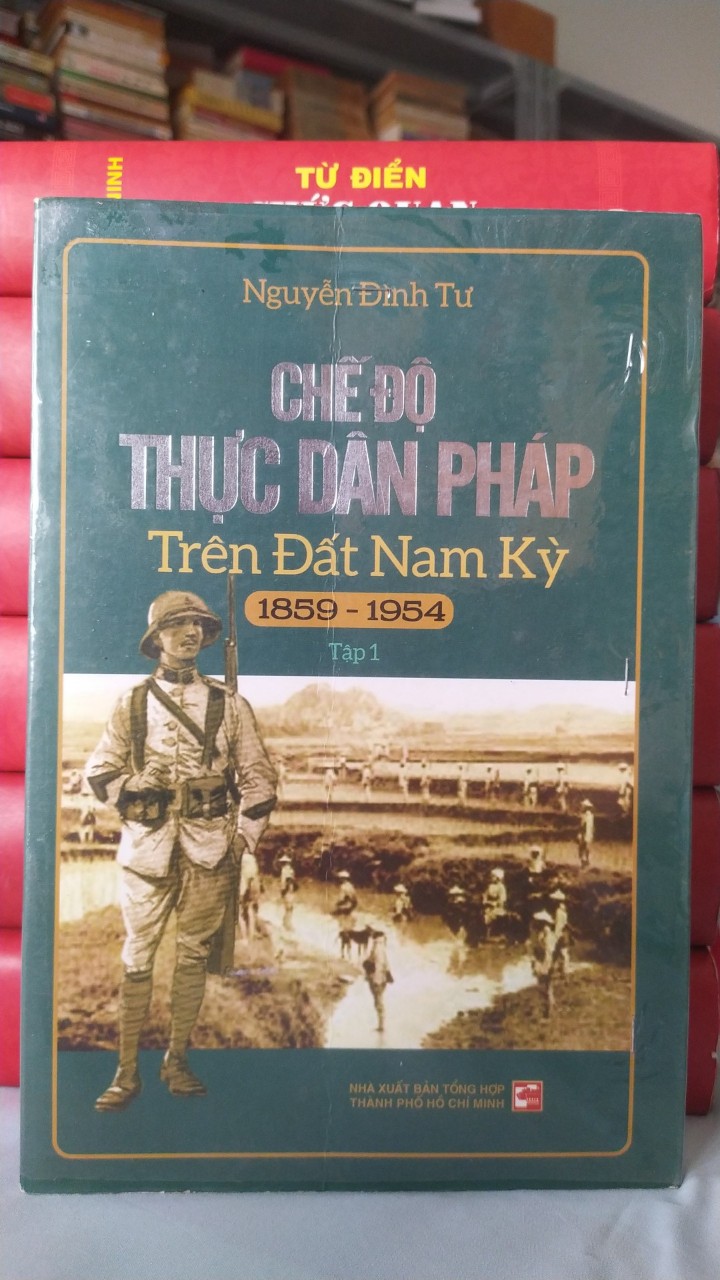 TỪ ĐIỂN
Nguyễn Đình Tư
CHẾ ĐỘ
THỰC DÂN PHÁP
Trên Đất Nam Kỳ
1859 - 1954
Tập 1
NHÀ XUẤT BẢN TỔNG HỢP
THÀNH PHỐ HỒ CHÍ MINH